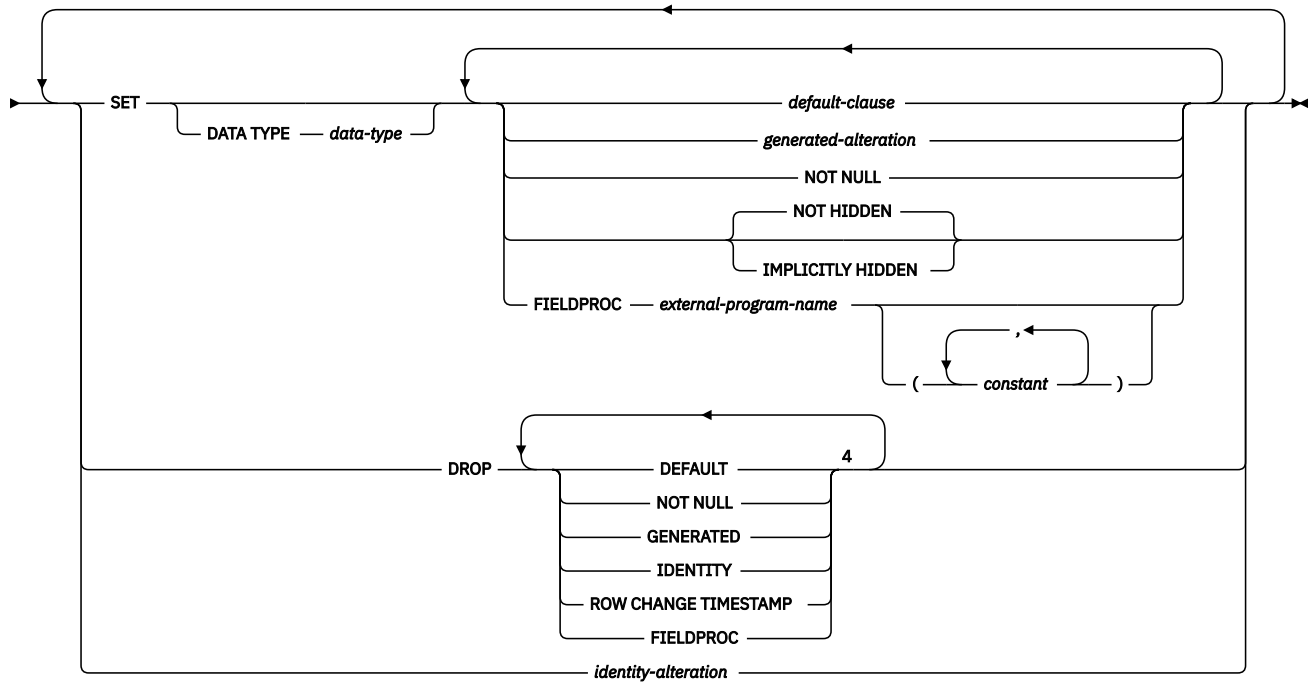 SET default-clause
DATA TYPE data-type
generated-alteration
NOT NULL
NOT HIDDEN
IMPLICITLY HIDDEN
FIELDPROC external-program-name
,
( constant )
4
DROP DEFAULT
NOT NULL
GENERATED
IDENTITY
ROW CHANGE TIMESTAMP
FIELDPROC
identity-alteration